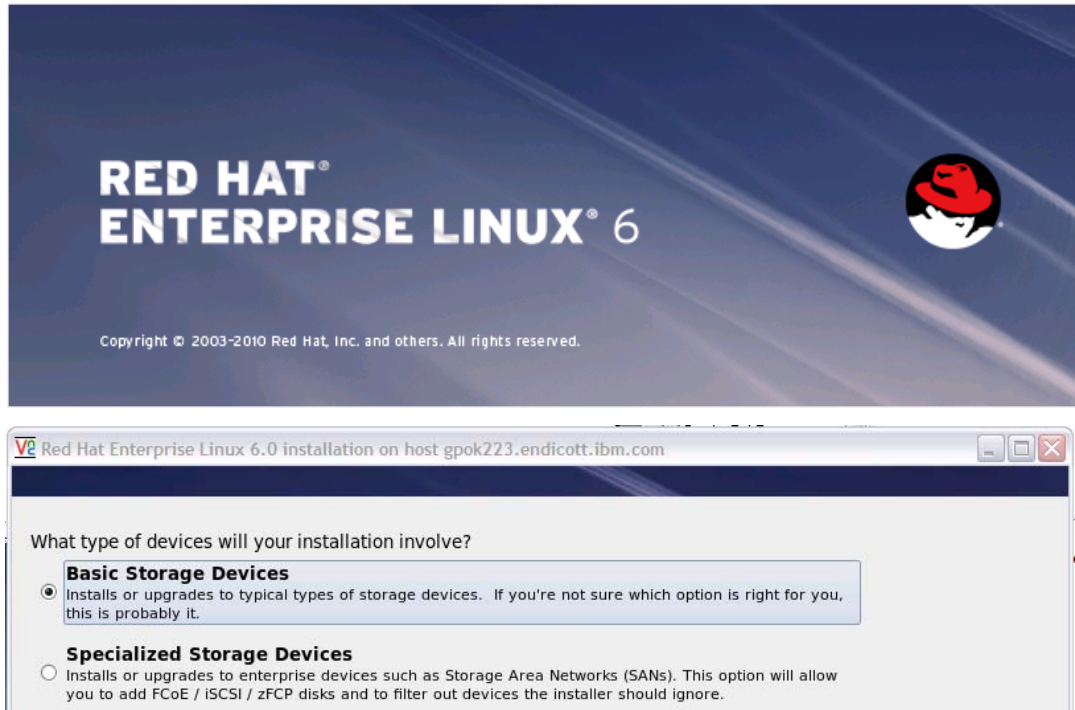 RED HAT®
ENTERPRISE LINUX® 6
Copyright © 2003-2010 Red Hat, Inc. and others. All rights reserved.
Red Hat Enterprise Linux 6.0 installation on host gpok223.endicott.ibm.com
What type of devices will your installation involve?
Basic Storage Devices
Installs or upgrades to typical types of storage devices. If you're not sure which option is right for you,
this is probably it.
Specialized Storage Devices
Installs or upgrades to enterprise devices such as Storage Area Networks (SANs). This option will allow
you to add FCoE / iSCSI / zFCP disks and to filter out devices the installer should ignore.